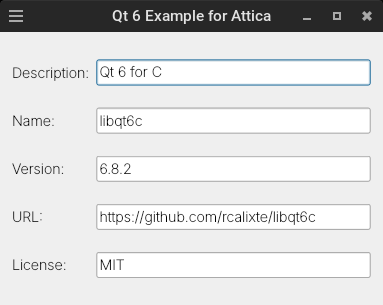 Qt 6 Example for Attica
Description: Qt 6 for C
Name: libqt6c
Version: 6.8.2
URL: https://github.com/rcalixte/libqt6c
License: MIT